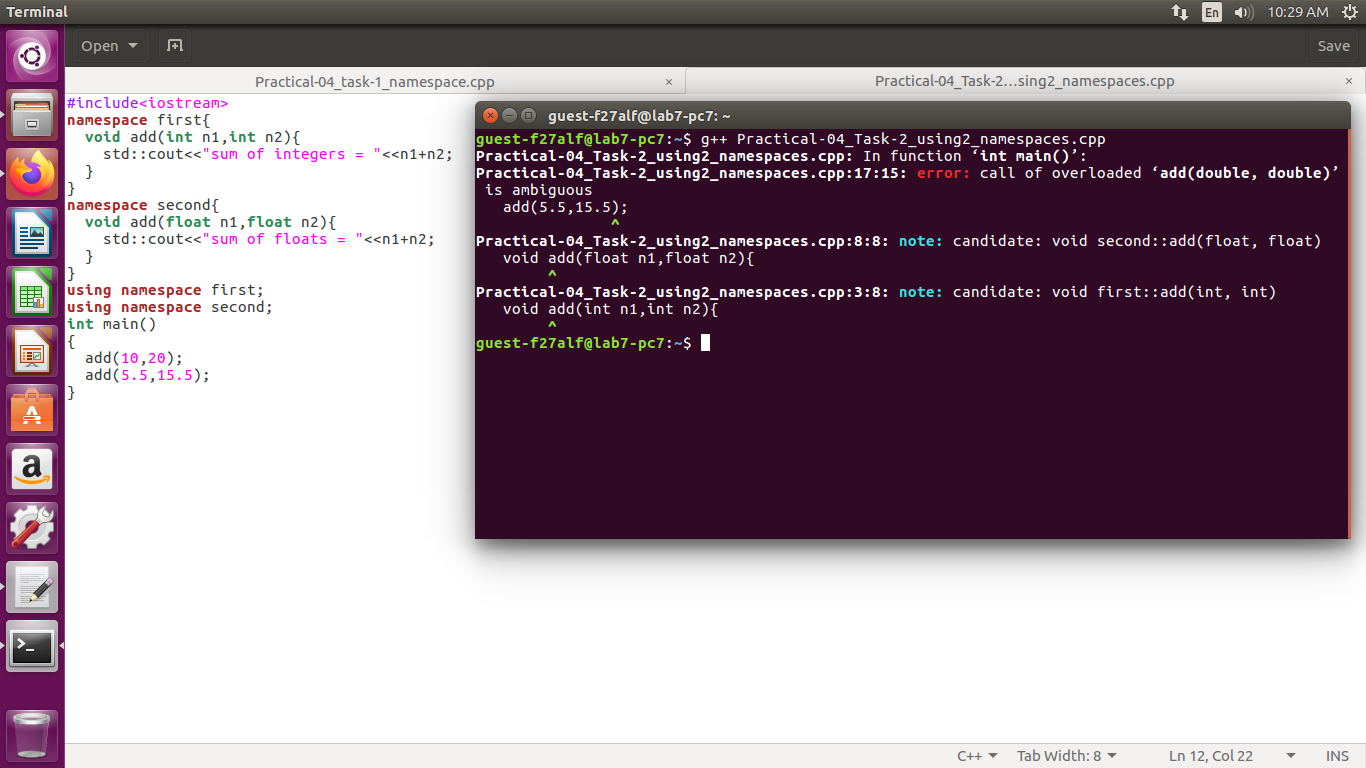 Terminal
En
10:29 AM
Open
Save
Practical-04_task-1_namespace.cpp
×
Practical-04_Task-2...sing2_namespaces.cpp
×
#include<iostream>
namespace first{
  void add(int n1,int n2){
    std::cout<<"sum of integers = "<<n1+n2;
  }
}
namespace second{
  void add(float n1,float n2){
    std::cout<<"sum of floats = "<<n1+n2;
  }
}
using namespace first;
using namespace second;
int main()
{
  add(10,20);
  add(5.5,15.5);
}
guest-f27alf@lab7-pc7: ~
guest-f27alf@lab7-pc7:~$ g++ Practical-04_Task-2_using2_namespaces.cpp
Practical-04_Task-2_using2_namespaces.cpp: In function ‘int main()’:
Practical-04_Task-2_using2_namespaces.cpp:17:15: error: call of overloaded ‘add(double, double)’
 is ambiguous
   add(5.5,15.5);
               ^
Practical-04_Task-2_using2_namespaces.cpp:8:8: note: candidate: void second::add(float, float)
   void add(float n1,float n2){
        ^
Practical-04_Task-2_using2_namespaces.cpp:3:8: note: candidate: void first::add(int, int)
   void add(int n1,int n2){
        ^
guest-f27alf@lab7-pc7:~$
C++
Tab Width: 8
Ln 12, Col 22
INS